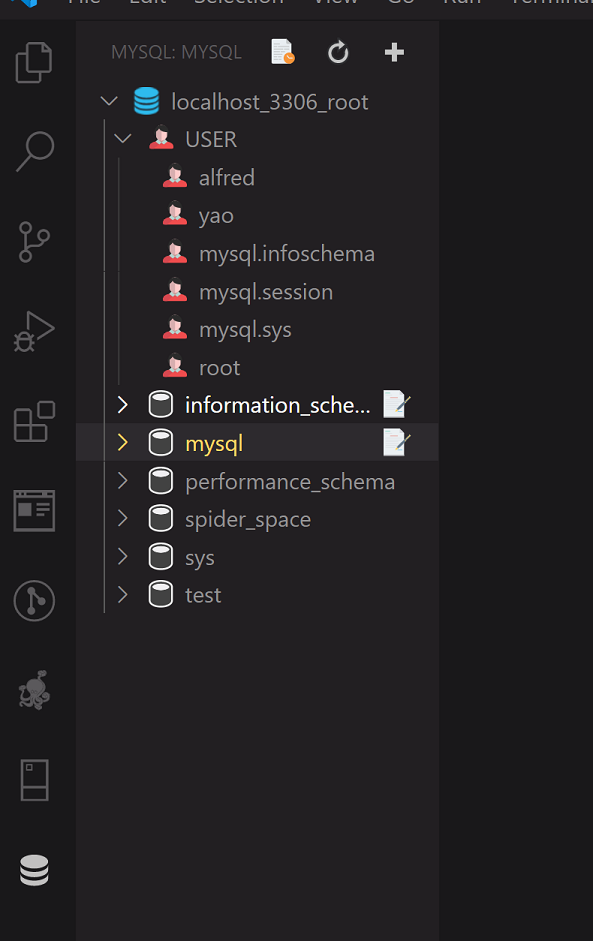 File Edit Selection View Go Run Terminal
MYSQL: MYSQL
localhost_3306_root
USER
alfred
yao
mysql.infoschema
mysql.session
mysql.sys
root
information_sche...
mysql
performance_schema
spider_space
sys
test